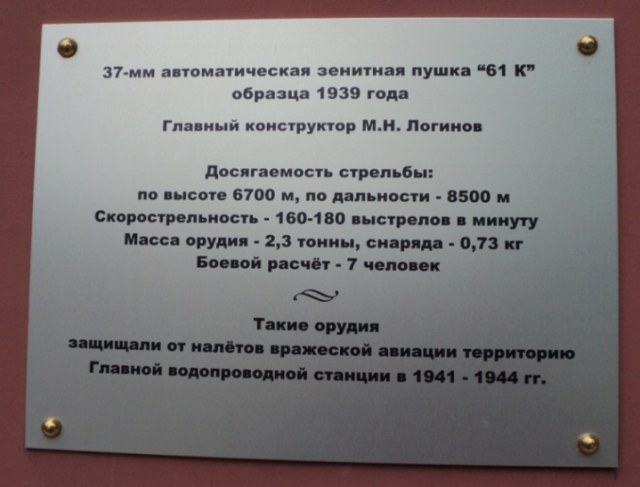 37-мм автоматическая зенитная пушка “61 К”
образца 1939 года
Главный конструктор М.Н. Логинов
Досягаемость стрельбы:
по высоте 6700 м, по дальности - 8500 м
Скорострельность - 160-180 выстрелов в минуту
Масса орудия - 2,3 тонны, снаряда - 0,73 кг
Боевой расчёт - 7 человек
Такие орудия
защищали от налётов вражеской авиации территорию
Главной водопроводной станции в 1941 - 1944 гг.